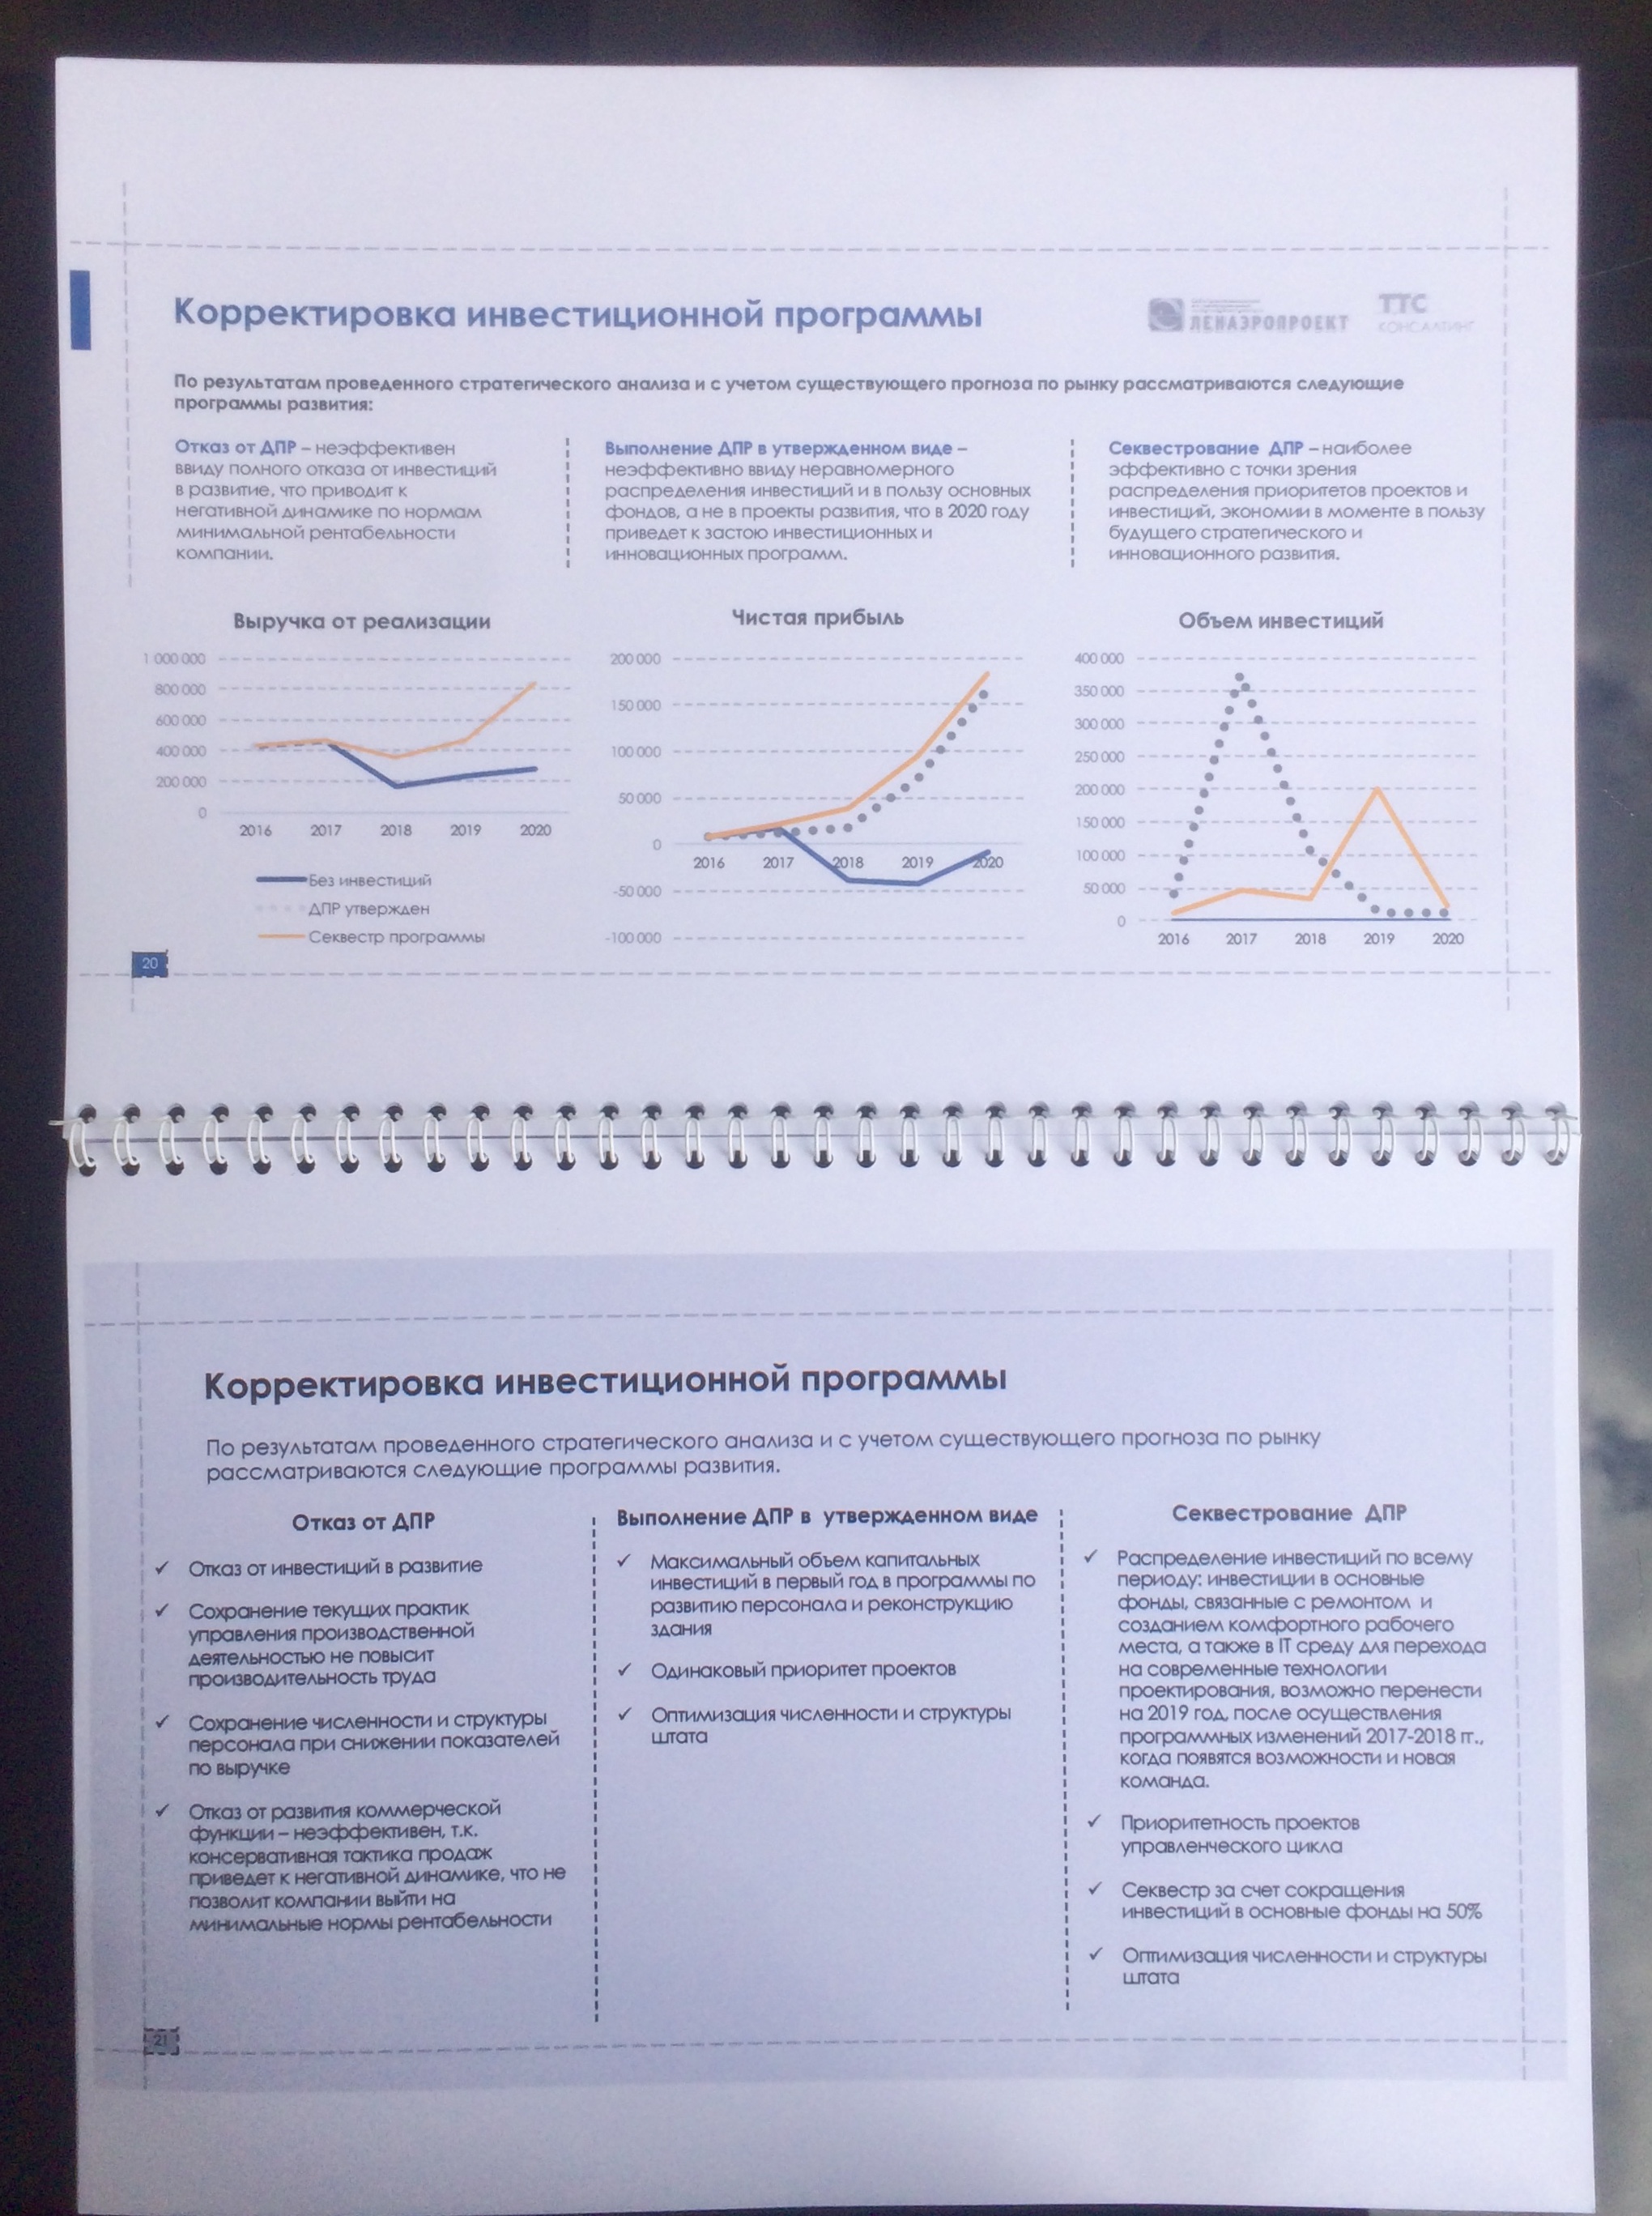 Корректировка инвестиционной программы
ЛЕНАЭРОПРОЕКТ
ТТС
КОНСАЛТИНГ
По результатам проведенного стратегического анализа и с учетом существующего прогноза по рынку рассматриваются следующие
программы развития:
Отказ от ДПР – неэффективен
ввиду полного отказа от инвестиций
в развитие, что приводит к
негативной динамике по нормам
минимальной рентабельности
компании.
Выполнение ДПР в утвержденном виде –
неэффективно ввиду неравномерного
распределения инвестиций и в пользу основных
фондов, а не в проекты развития, что в 2020 году
приведет к застою инвестиционных и
инновационных программ.
Секвестрование ДПР – наиболее
эффективно с точки зрения
распределения приоритетов проектов и
инвестиций, экономии в моменте в пользу
будущего стратегического и
инновационного развития.
Выручка от реализации
1 000 000
800 000
600 000
400 000
200 000
0
2016 2017 2018 2019 2020
Без инвестиций
ДПР утвержден
Секвестр программы
Чистая прибыль
200 000
150 000
100 000
50 000
0
2016 2017 2018 2019 2020
-50 000
-100 000
Объем инвестиций
400 000
350 000
300 000
250 000
200 000
150 000
100 000
50 000
0
2016 2017 2018 2019 2020
20
Корректировка инвестиционной программы
По результатам проведенного стратегического анализа и с учетом существующего прогноза по рынку
рассматриваются следующие программы развития.
Отказ от ДПР
✓ Отказ от инвестиций в развитие
✓ Сохранение текущих практик
управления производственной
деятельностью не повысит
производительность труда
✓ Сохранение численности и структуры
персонала при снижении показателей
по выручке
✓ Отказ от развития коммерческой
функции – неэффективен, т.к.
консервативная тактика продаж
приведет к негативной динамике, что не
позволит компании выйти на
минимальные нормы рентабельности
Выполнение ДПР в утвержденном виде
✓ Максимальный объем капитальных
инвестиций в первый год в программы по
развитию персонала и реконструкцию
здания
✓ Одинаковый приоритет проектов
✓ Оптимизация численности и структуры
штата
Секвестрование ДПР
✓ Распределение инвестиций по всему
периоду: инвестиции в основные
фонды, связанные с ремонтом и
созданием комфортного рабочего
места, а также в IT среду для перехода
на современные технологии
проектирования, возможно перенести
на 2019 год, после осуществления
программных изменений 2017-2018 гг.,
когда появятся возможности и новая
команда.
✓ Приоритетность проектов
управленческого цикла
✓ Секвестр за счет сокращения
инвестиций в основные фонды на 50%
✓ Оптимизация численности и структуры
штата
21